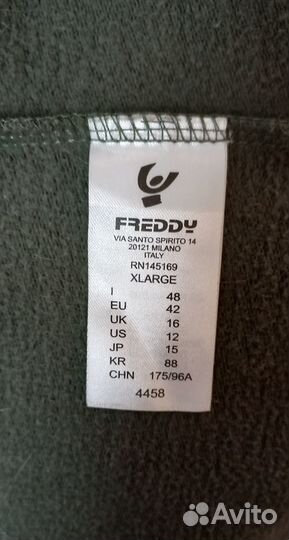 FREDDY
VIA SANTO SPIRITO 14
20121 MILANO
ITALY
RN145169
XLARGE
I 48
EU 42
UK 16
US 12
JP 15
KR 88
CHN 175/96A
4458
Avito